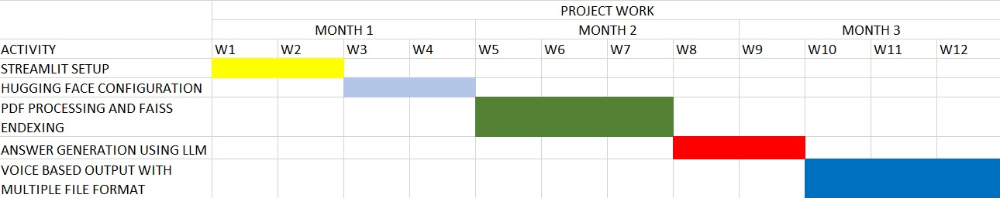 PROJECT WORK
MONTH 1 MONTH 2 MONTH 3
ACTIVITY W1 W2 W3 W4 W5 W6 W7 W8 W9 W10 W11 W12
STREAMLIT SETUP
HUGGING FACE CONFIGURATION
PDF PROCESSING AND FAISS
ENDEXING
ANSWER GENERATION USING LLM
VOICE BASED OUTPUT WITH
MULTIPLE FILE FORMAT